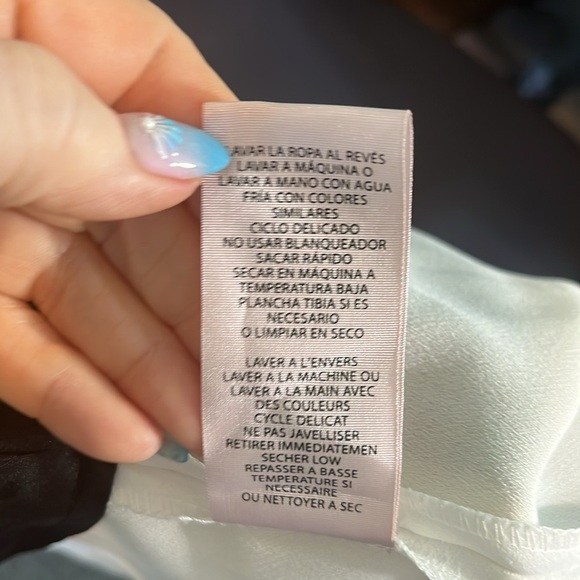 LAVAR LA ROPA AL REVÉS
LAVAR A MÁQUINA O
LAVAR A MANO CON AGUA
FRÍA CON COLORES
SIMILARES
CICLO DELICADO
NO USAR BLANQUEADOR
SACAR RÁPIDO
SECAR EN MÁQUINA A
TEMPERATURA BAJA
PLANCHA TIBIA SI ES
NECESARIO
O LIMPIAR EN SECO
LAVER A L'ENVERS
LAVER A LA MACHINE OU
LAVER A LA MAIN AVEC
DES COULEURS
CYCLE DELICAT
NE PAS JAVELLISER
RETIRER IMMEDIATEMEN
SECHER LOW
REPASSER A BASSE
TEMPERATURE SI
NECESSAIRE
OU NETTOYER A SEC